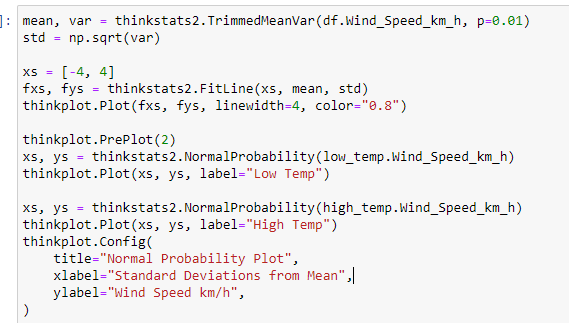 ]: mean, var = thinkstats2.TrimmedMeanVar(df.Wind_Speed_km_h, p=0.01)
std = np.sqrt(var)
xs = [-4, 4]
fxs, fys = thinkstats2.FitLine(xs, mean, std)
thinkplot.Plot(fxs, fys, linewidth=4, color="0.8")
thinkplot.PrePlot(2)
xs, ys = thinkstats2.NormalProbability(low_temp.Wind_Speed_km_h)
thinkplot.Plot(xs, ys, label="Low Temp")
xs, ys = thinkstats2.NormalProbability(high_temp.Wind_Speed_km_h)
thinkplot.Plot(xs, ys, label="High Temp")
thinkplot.Config(
    title="Normal Probability Plot",
    xlabel="Standard Deviations from Mean",
    ylabel="Wind Speed km/h",
)